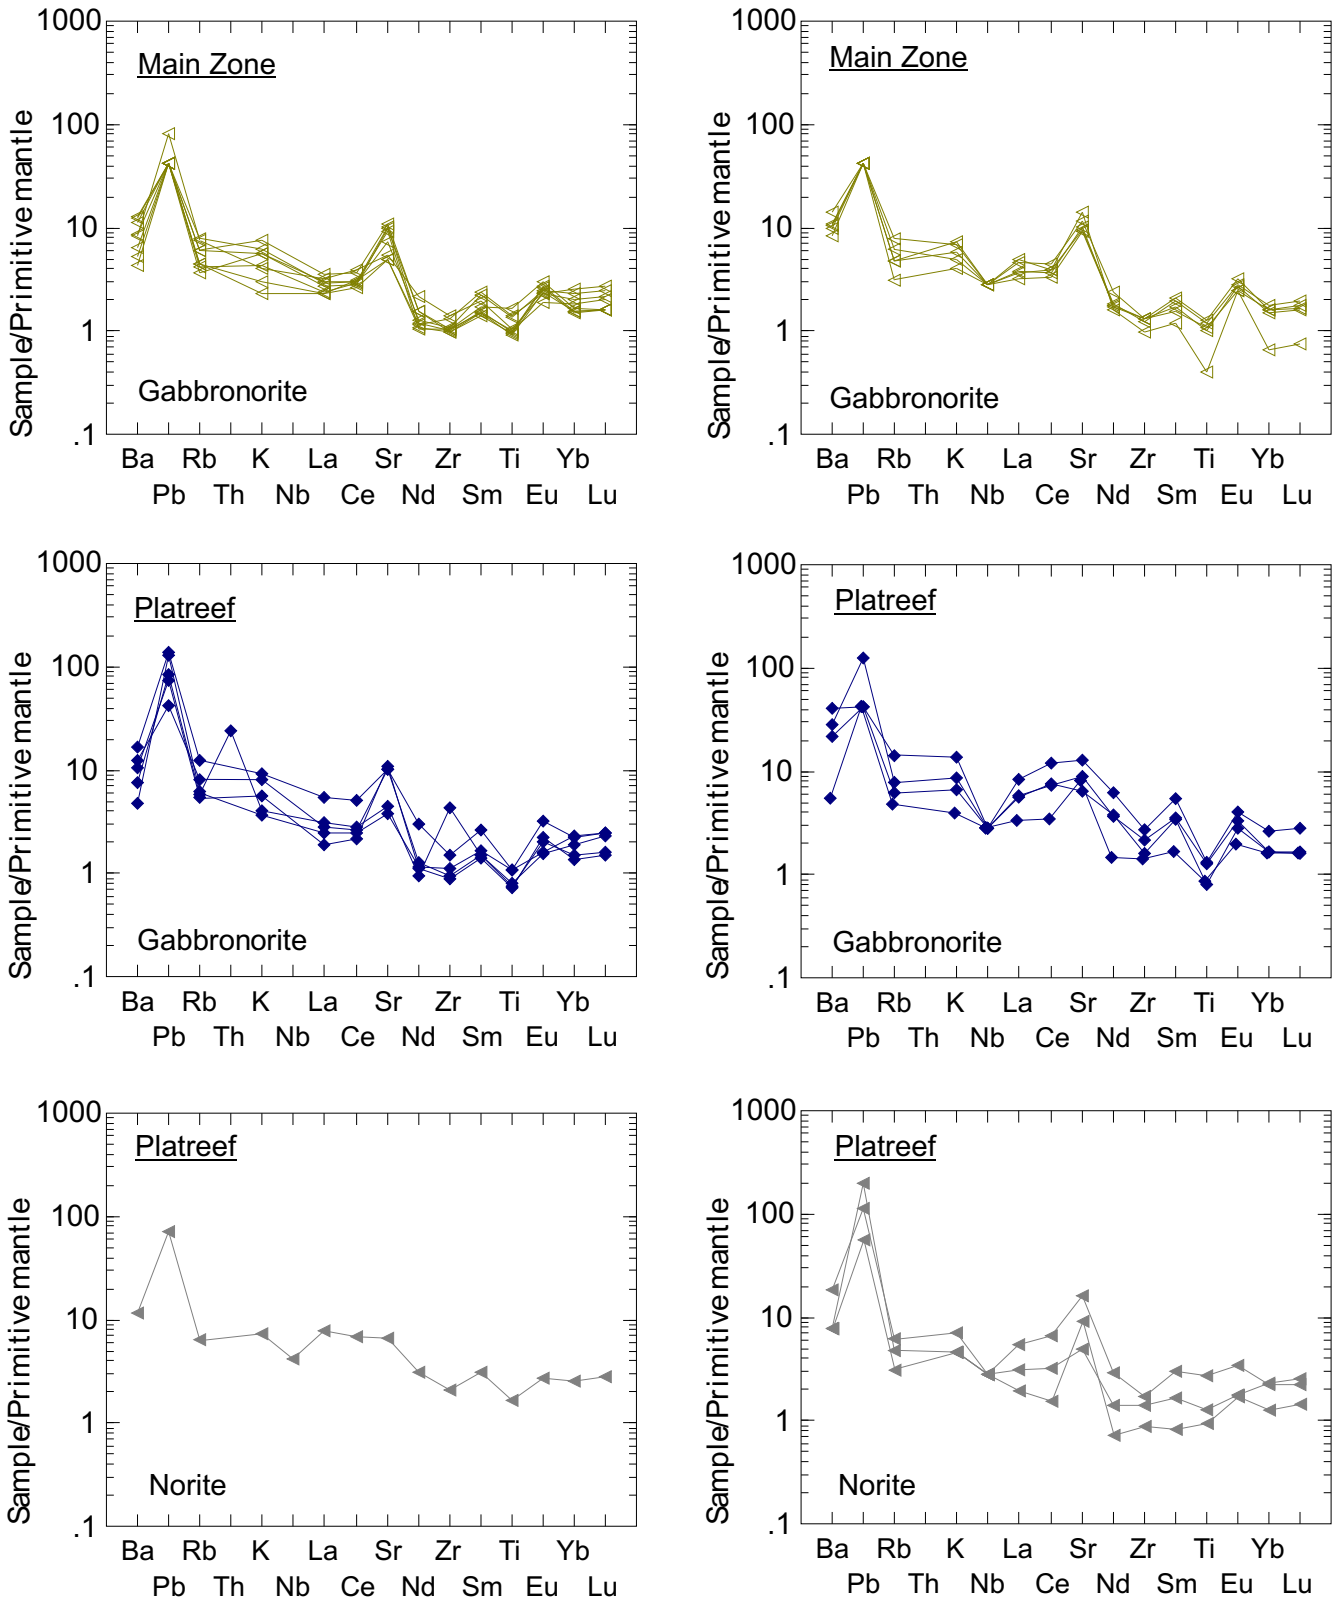 1000
100
10
1
.1
Sample/Primitive mantle
Main Zone
Gabbronorite
Ba Rb K La Sr Zr Ti Yb
Pb Th Nb Ce Nd Sm Eu Lu
1000
100
10
1
.1
Sample/Primitive mantle
Main Zone
Gabbronorite
Ba Rb K La Sr Zr Ti Yb
Pb Th Nb Ce Nd Sm Eu Lu
1000
100
10
1
.1
Sample/Primitive mantle
Platreef
Gabbronorite
Ba Rb K La Sr Zr Ti Yb
Pb Th Nb Ce Nd Sm Eu Lu
1000
100
10
1
.1
Sample/Primitive mantle
Platreef
Gabbronorite
Ba Rb K La Sr Zr Ti Yb
Pb Th Nb Ce Nd Sm Eu Lu
1000
100
10
1
.1
Sample/Primitive mantle
Platreef
Norite
Ba Rb K La Sr Zr Ti Yb
Pb Th Nb Ce Nd Sm Eu Lu
1000
100
10
1
.1
Sample/Primitive mantle
Platreef
Norite
Ba Rb K La Sr Zr Ti Yb
Pb Th Nb Ce Nd Sm Eu Lu